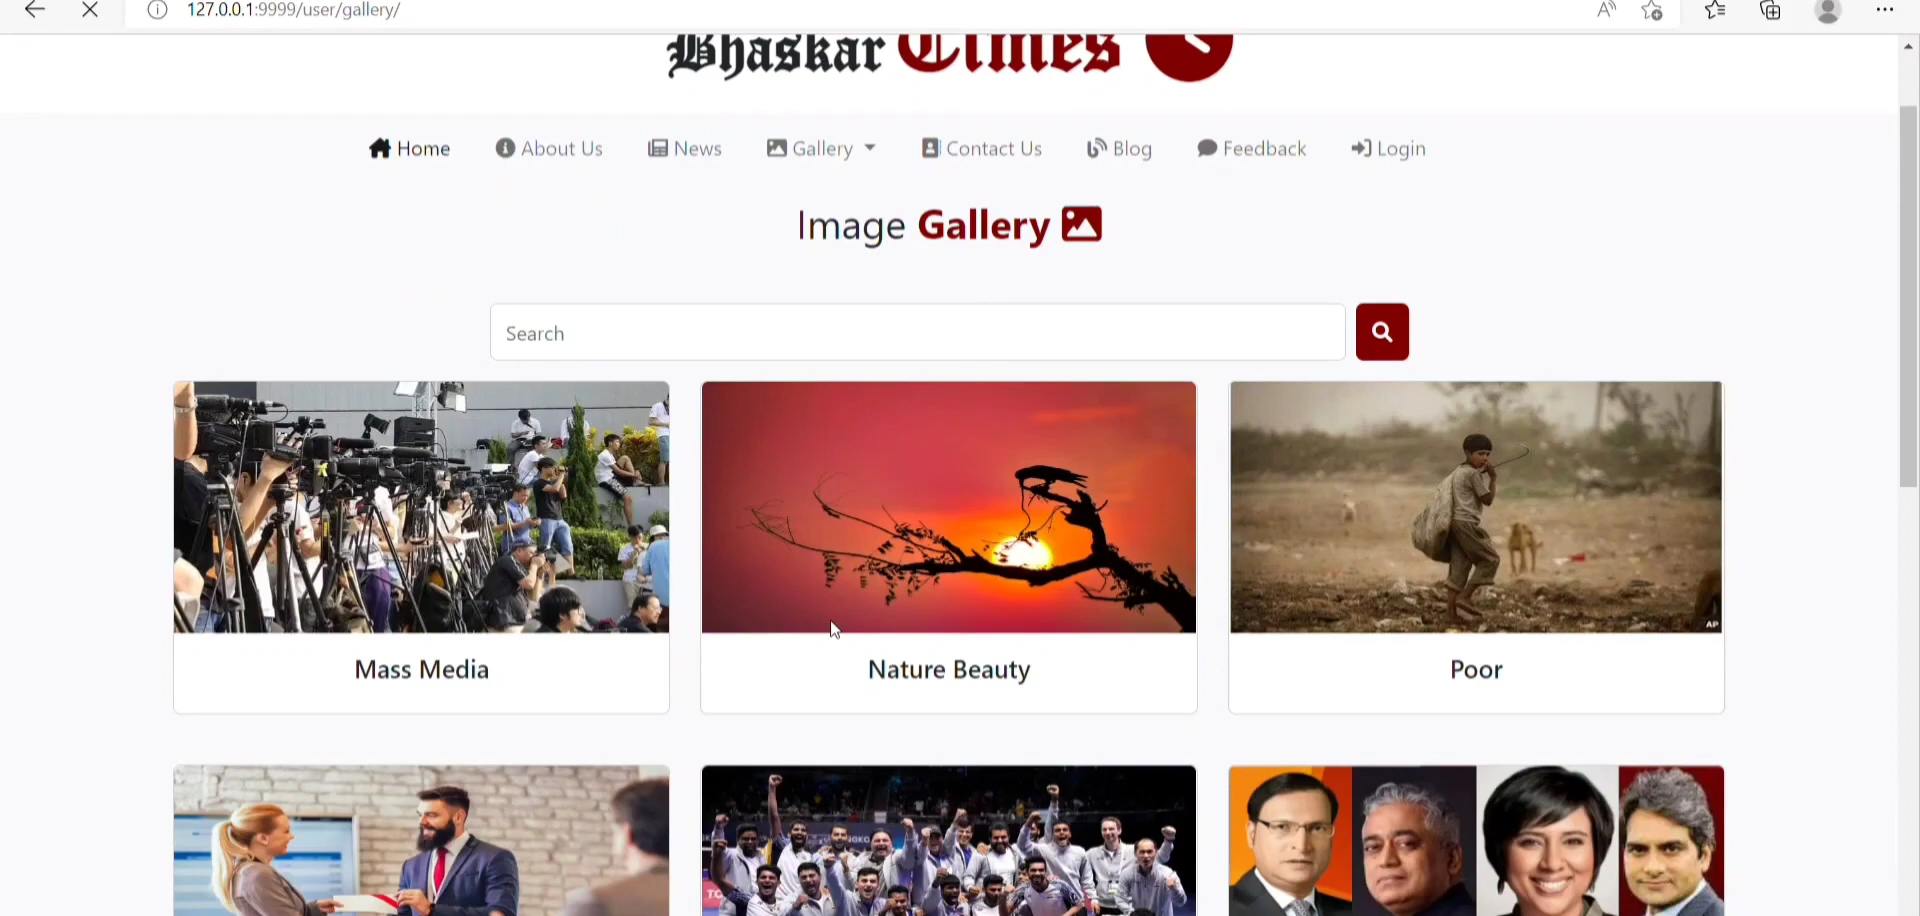 127.0.0.1:9999/user/gallery/
Bhaskar Times
Home About Us News Gallery Contact Us Blog Feedback Login
Image Gallery
Search
AP
Mass Media Nature Beauty Poor